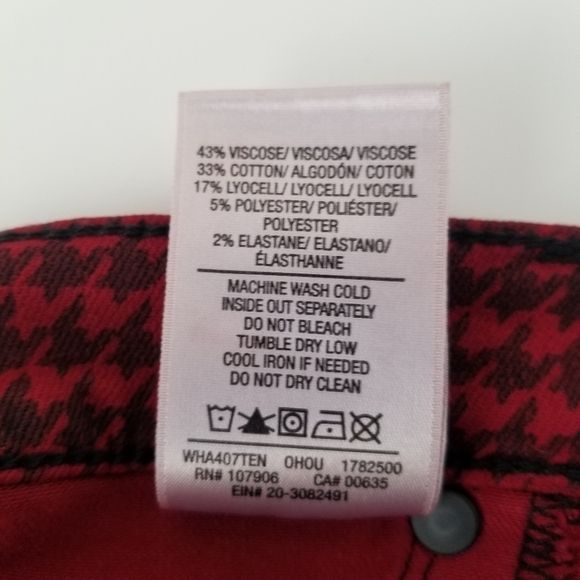 43% VISCOSE/ VISCOSA/ VISCOSE
33% COTTON/ ALGODÓN/ COTON
17% LYOCELL/ LYOCELL/ LYOCELL
5% POLYESTER/ POLIÉSTER/
POLYESTER
2% ELASTANE/ ELASTANO/
ÉLASTHANNE
MACHINE WASH COLD
INSIDE OUT SEPARATELY
DO NOT BLEACH
TUMBLE DRY LOW
COOL IRON IF NEEDED
DO NOT DRY CLEAN
WHA407TEN OHOU 1782500
RN# 107906 CA# 00635
EIN# 20-3082491